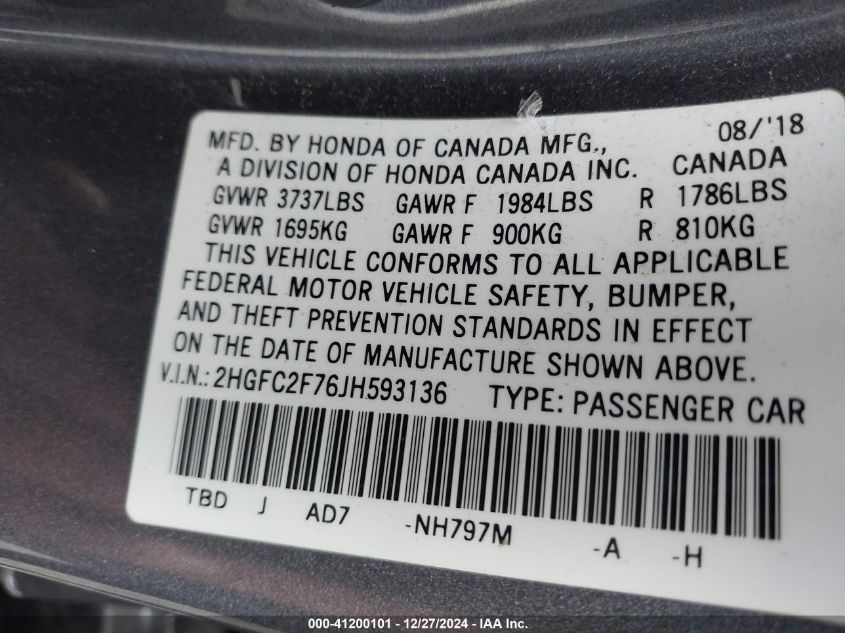 MFD. BY HONDA OF CANADA MFG., 08/'18
A DIVISION OF HONDA CANADA INC. CANADA
GVWR 3737LBS GAWR F 1984LBS R 1786LBS
GVWR 1695KG GAWR F 900KG R 810KG
THIS VEHICLE CONFORMS TO ALL APPLICABLE
FEDERAL MOTOR VEHICLE SAFETY, BUMPER,
AND THEFT PREVENTION STANDARDS IN EFFECT
ON THE DATE OF MANUFACTURE SHOWN ABOVE.
V.I.N.: 2HGFC2F76JH593136 TYPE: PASSENGER CAR
TBD J AD7 -NH797M -A -H
000-41200101 - 12/27/2024 - IAA Inc.